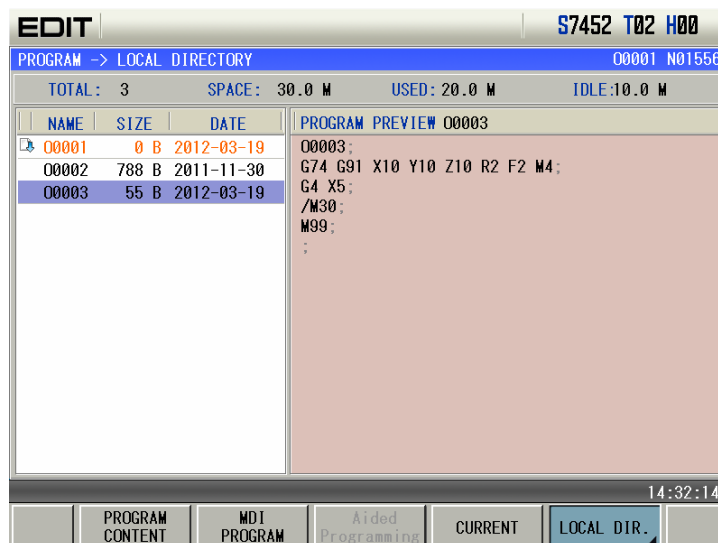 EDIT S7452 T02 H00
PROGRAM -> LOCAL DIRECTORY O0001 N01556
TOTAL: 3 SPACE: 30.0 M USED: 20.0 M IDLE:10.0 M
NAME SIZE DATE PROGRAM PREVIEW O0003
O0001 0 B 2012-03-19 O0003;
O0002 788 B 2011-11-30 G74 G91 X10 Y10 Z10 R2 F2 M4;
O0003 55 B 2012-03-19 G4 X5;
/M30;
M99;
;
14:32:14
PROGRAM CONTENT MDI PROGRAM Aided Programming CURRENT LOCAL DIR.